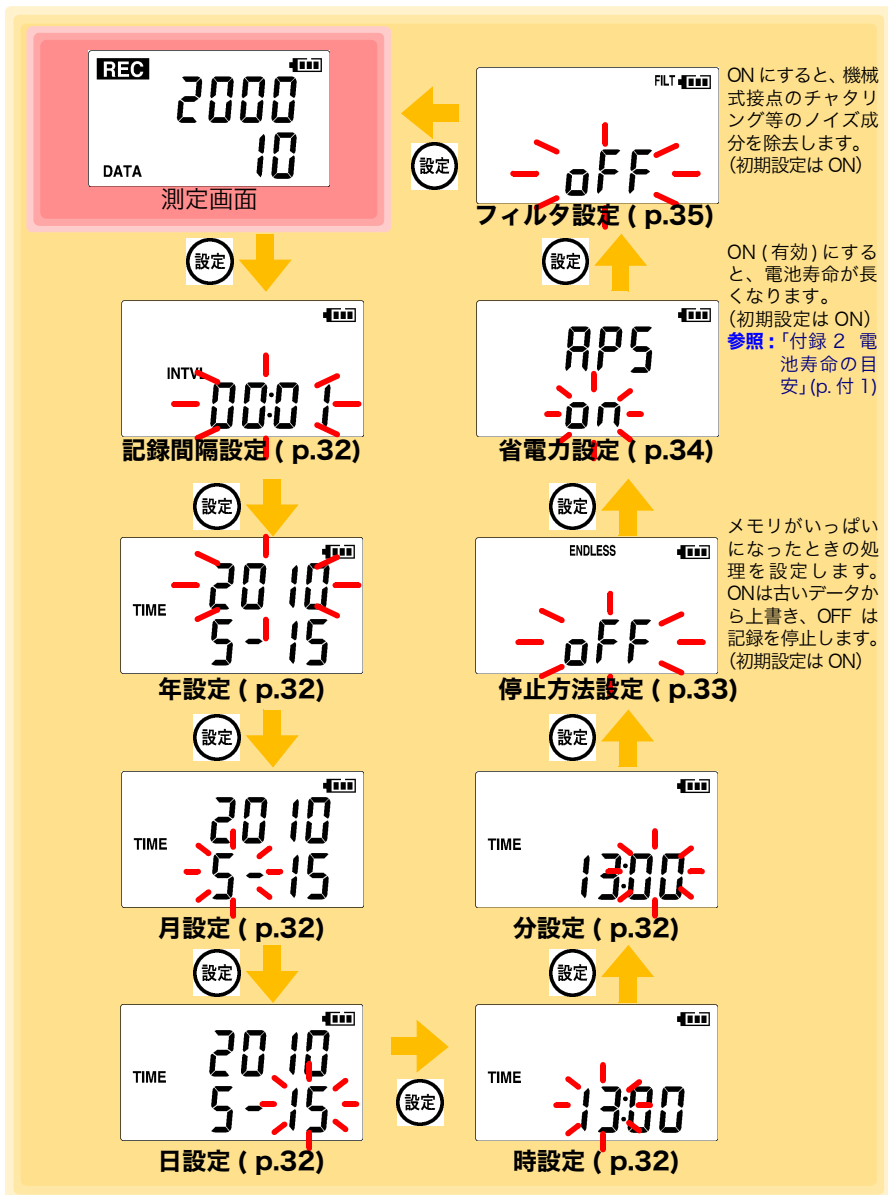 REC
2000
10
DATA
測定画面
設定
INTVL
00:01
記録間隔設定 ( p.32)
設定
TIME
2010
5-15
年設定 ( p.32)
設定
TIME
2010
5-15
月設定 ( p.32)
設定
TIME
2010
5-15
日設定 ( p.32)
設定
TIME
13:00
時設定 ( p.32)
設定
TIME
13:00
分設定 ( p.32)
設定
ENDLESS
oFF
停止方法設定 ( p.33)
メモリがいっぱい
になったときの処
理を設定します。
ONは古いデータか
ら上書き、OFF は
記録を停止します。
(初期設定は ON)
設定
APS
on
省電力設定 ( p.34)
ON ( 有効 ) にする
と、電池寿命が長
くなります。
(初期設定は ON)
参照:「付録 2 電
池寿命の目
安」(p. 付 1)
設定
FILT
oFF
フィルタ設定 ( p.35)
ON にすると、機械
式接点のチャタリ
ング等のノイズ成
分を除去します。
(初期設定は ON)
設定